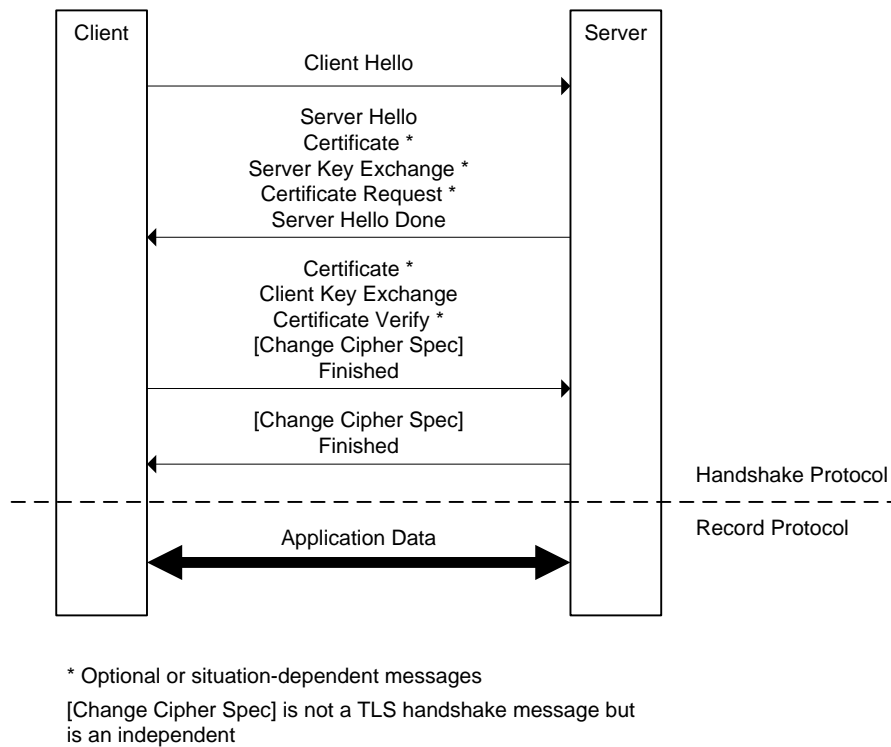 Client
Server
Client Hello
Server Hello
Certificate *
Server Key Exchange *
Certificate Request *
Server Hello Done
Certificate *
Client Key Exchange
Certificate Verify *
[Change Cipher Spec]
Finished
[Change Cipher Spec]
Finished
Handshake Protocol
Record Protocol
Application Data
* Optional or situation-dependent messages
[Change Cipher Spec] is not a TLS handshake message but
is an independent